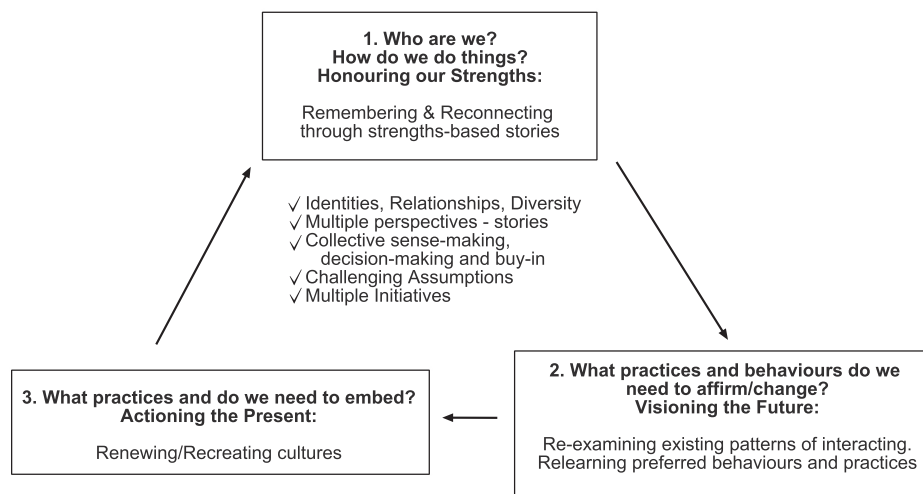 1. Who are we?
How do we do things?
Honouring our Strengths:
Remembering & Reconnecting
through strengths-based stories
✓ Identities, Relationships, Diversity
✓ Multiple perspectives - stories
✓ Collective sense-making,
decision-making and buy-in
✓ Challenging Assumptions
✓ Multiple Initiatives
2. What practices and behaviours do we
need to affirm/change?
Visioning the Future:
Re-examining existing patterns of interacting.
Relearning preferred behaviours and practices
3. What practices and do we need to embed?
Actioning the Present:
Renewing/Recreating cultures